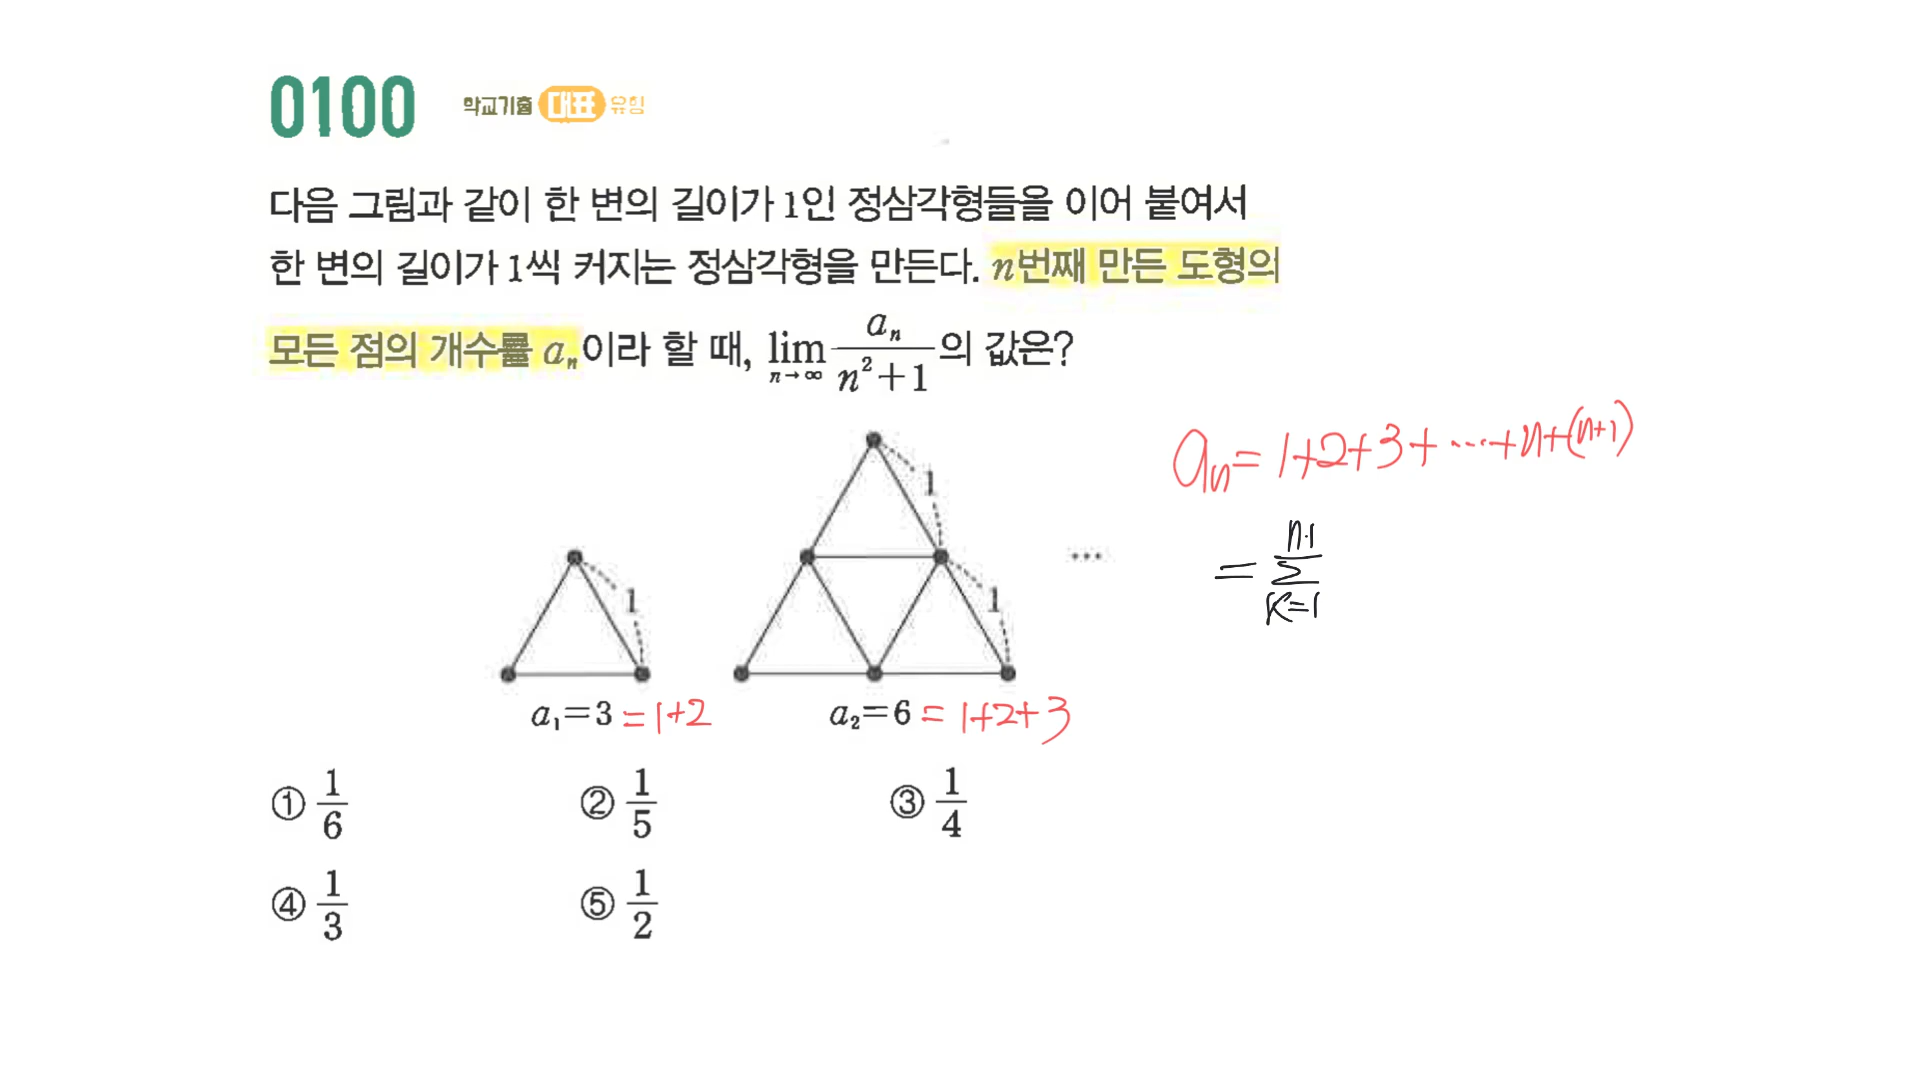 0100 학교기출 대표 유형
다음 그림과 같이 한 변의 길이가 1인 정삼각형들을 이어 붙여서
한 변의 길이가 1씩 커지는 정삼각형을 만든다. n번째 만든 도형의
모든 점의 개수를 aₙ이라 할 때, lim_{n→∞} aₙ/(n²+1)의 값은?
aₙ = 1+2+3+⋯+n+(n+1)
= Σ_{k=1}^{n+1}
1
1
1
⋯
a₁=3 = 1+2
a₂=6 = 1+2+3
① 1/6 ② 1/5 ③ 1/4
④ 1/3 ⑤ 1/2